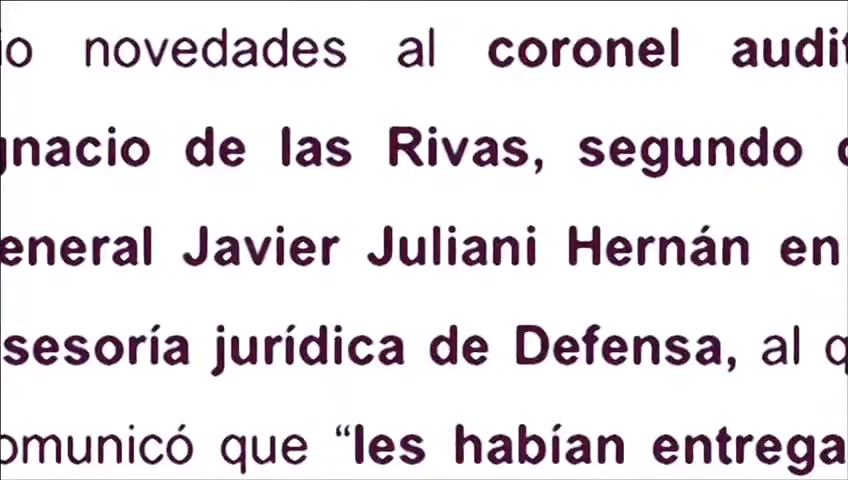 io novedades al coronel audit
gnacio de las Rivas, segundo d
eneral Javier Juliani Hernán en
sesoría jurídica de Defensa, al q
omunicó que “les habían entrega